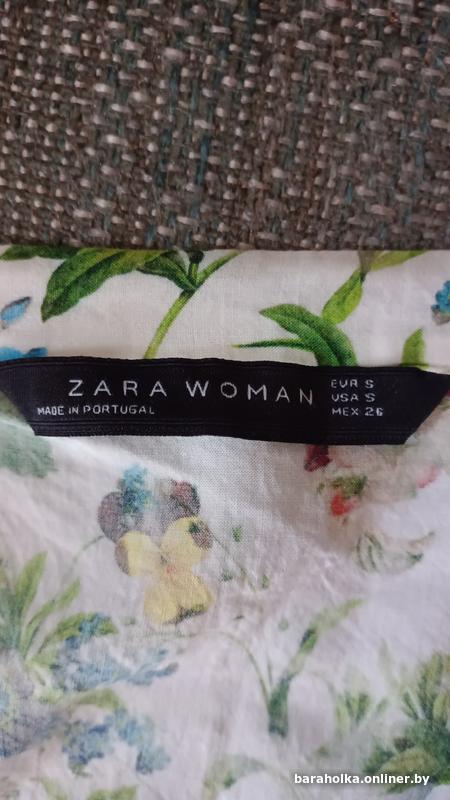 ZARA WOMAN
MADE IN PORTUGAL
EUR S
USA S
MEX 26
baraholka.onliner.by